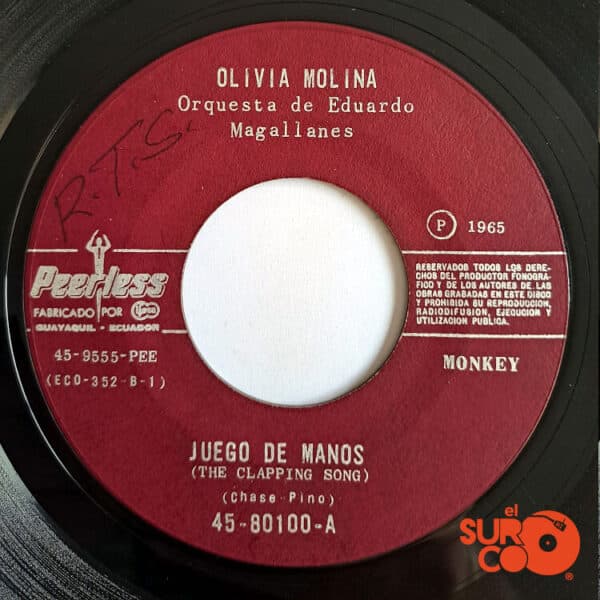 OLIVIA MOLINA
Orquesta de Eduardo
Magallanes
R.T.S.
Ⓟ 1965
Peerless
FABRICADO POR
GUAYAQUIL - ECUADOR
RESERVADOS TODOS LOS DERE-
CHOS DEL PRODUCTOR FONOGRÁ-
FICO Y DE LOS AUTORES DE LAS
OBRAS GRABADAS EN ESTE DISCO
Y PROHIBIDA SU REPRODUCCION,
RADIODIFUSION, EJECUCION Y
UTILIZACION PUBLICA.
45-9555-PEE
(ECO-352-B-1)
MONKEY
JUEGO DE MANOS
(THE CLAPPING SONG)
(Chase Pino)
45-80100-A
el
SUR
CO
®